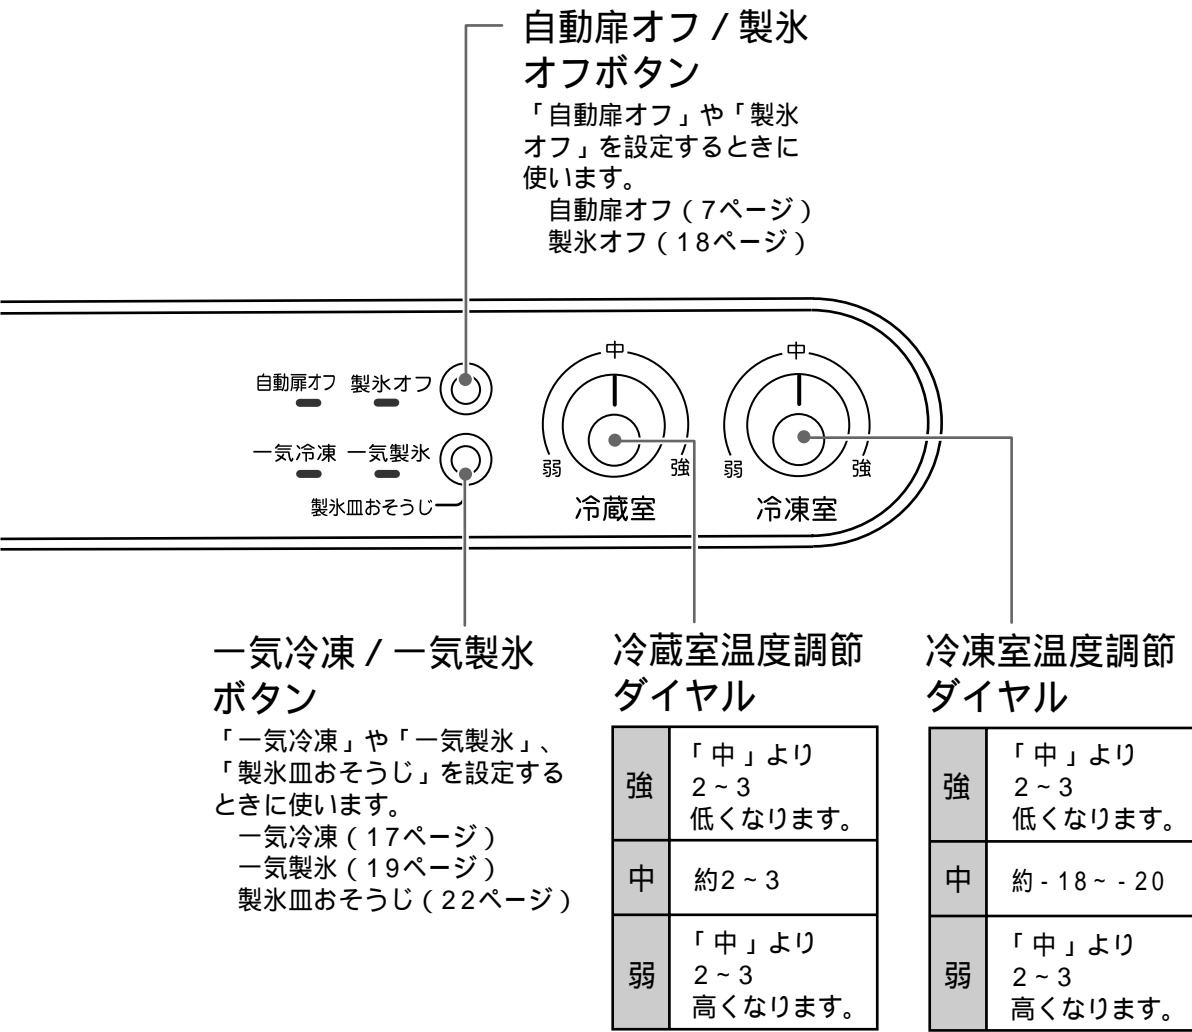 自動扉オフ / 製氷
オフボタン
「自動扉オフ」や「製氷
オフ」を設定するときに
使います。
自動扉オフ(7ページ)
製氷オフ(18ページ)
自動扉オフ 製氷オフ
一気冷凍 一気製氷
製氷皿おそうじ
中
弱
強
冷蔵室
中
弱
強
冷凍室
一気冷凍 / 一気製氷
ボタン
「一気冷凍」や「一気製氷」、
「製氷皿おそうじ」を設定する
ときに使います。
一気冷凍(17ページ)
一気製氷(19ページ)
製氷皿おそうじ(22ページ)
冷蔵室温度調節
ダイヤル
強
「中」より
2~3
低くなります。
中
約2~3
弱
「中」より
2~3
高くなります。
冷凍室温度調節
ダイヤル
強
「中」より
2~3
低くなります。
中
約-18~-20
弱
「中」より
2~3
高くなります。